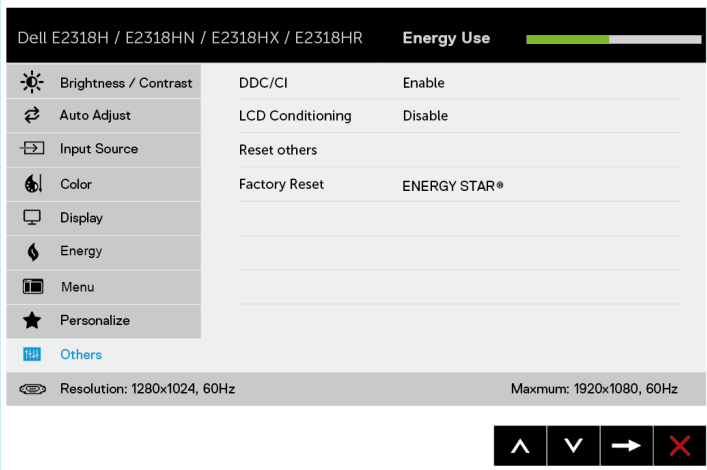 Dell E2318H / E2318HN / E2318HX / E2318HR Energy Use
Brightness / Contrast DDC/CI Enable
Auto Adjust LCD Conditioning Disable
Input Source Reset others
Color Factory Reset ENERGY STAR®
Display
Energy
Menu
Personalize
Others
Resolution: 1280x1024, 60Hz Maxmum: 1920x1080, 60Hz